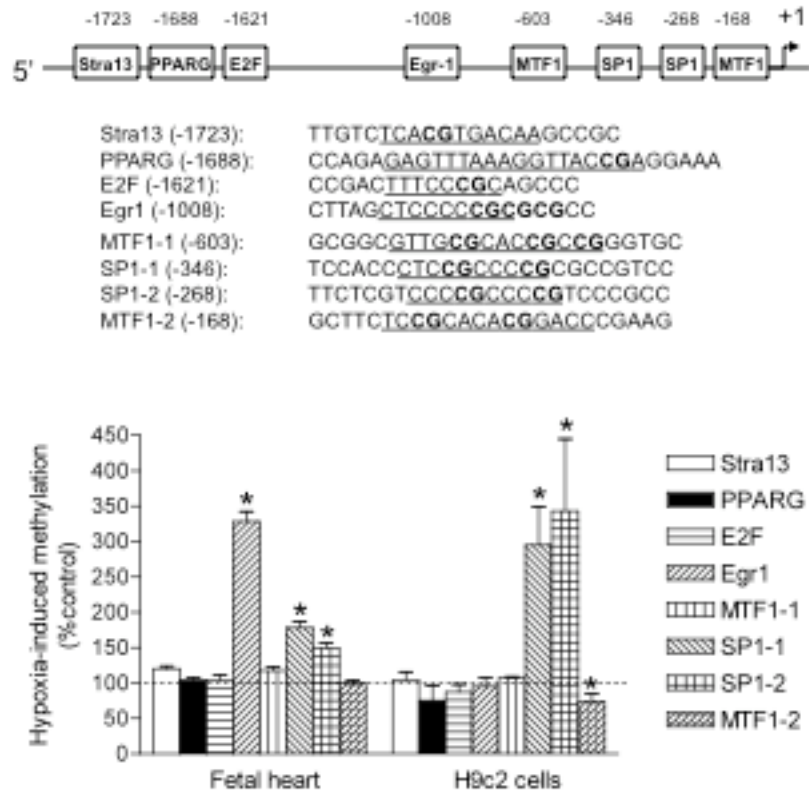 -1723 -1688 -1621 -1008 -603 -346 -268 -168 +1
5' Stra13 PPARG E2F Egr-1 MTF1 SP1 SP1 MTF1
Stra13 (-1723): TTGTCTCACGTGACAAGCCGC
PPARG (-1688): CCAGAGAGTTTAAAGGTTACCGAGGAAA
E2F (-1621): CCGACTTTCCCGCAGCCC
Egr1 (-1008): CTTAGCTCCCCCGCGCGCC
MTF1-1 (-603): GCGGCGTTGCGCACCGCCGGGTGC
SP1-1 (-346): TCCACCCTCCGCCCCGCGCCGTCC
SP1-2 (-268): TTCTCGTCCCCGCCCCGTCCCGCC
MTF1-2 (-168): GCTTCTCCGCACACGGACCCGAAG
Hypoxia-induced methylation
(% control)
450
400
350
300
250
200
150
100
50
0
* * * * * *
Fetal heart H9c2 cells
Stra13
PPARG
E2F
Egr1
MTF1-1
SP1-1
SP1-2
MTF1-2